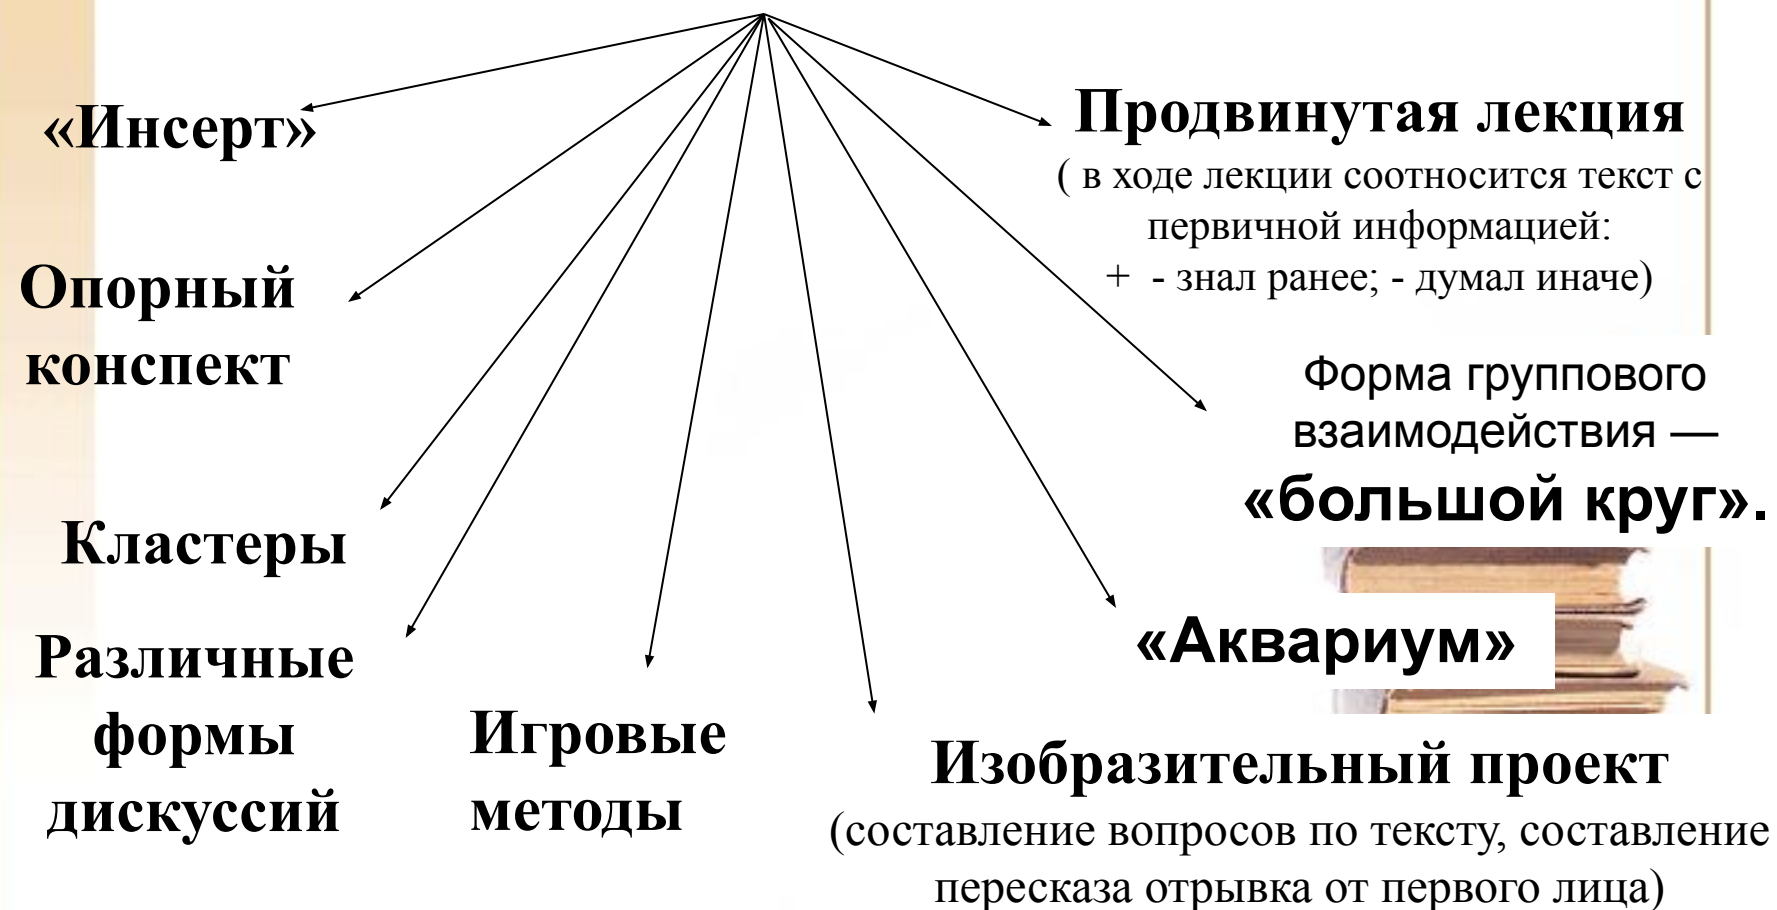 «Инсерт»
Опорный
конспект
Кластеры
Различные
формы
дискуссий
Игровые
методы
Продвинутая лекция
( в ходе лекции соотносится текст с
первичной информацией:
+ - знал ранее; - думал иначе)
Форма группового
взаимодействия —
«большой круг».
«Аквариум»
Изобразительный проект
(составление вопросов по тексту, составление
пересказа отрывка от первого лица)